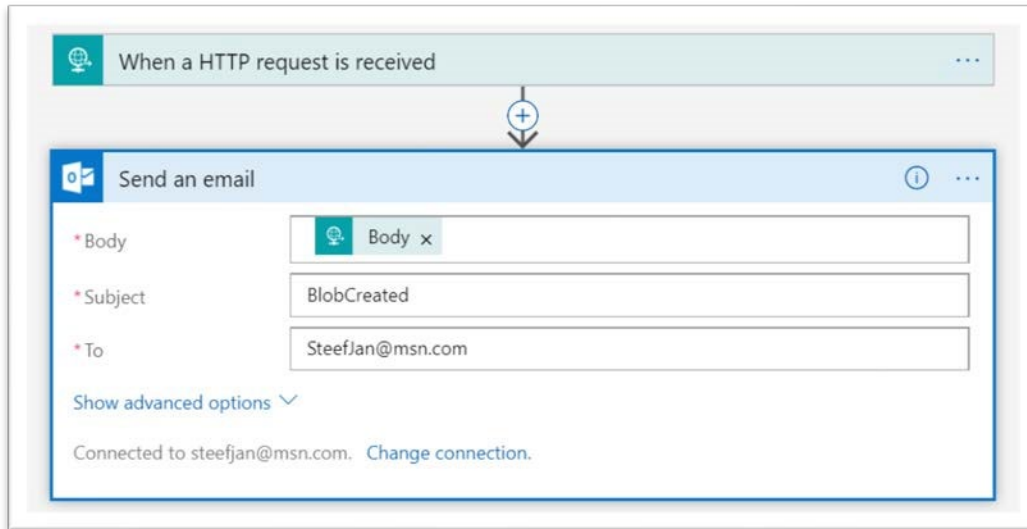 When a HTTP request is received ...
Send an email ...
* Body Body ×
* Subject BlobCreated
* To SteefJan@msn.com
Show advanced options
Connected to steefjan@msn.com. Change connection.